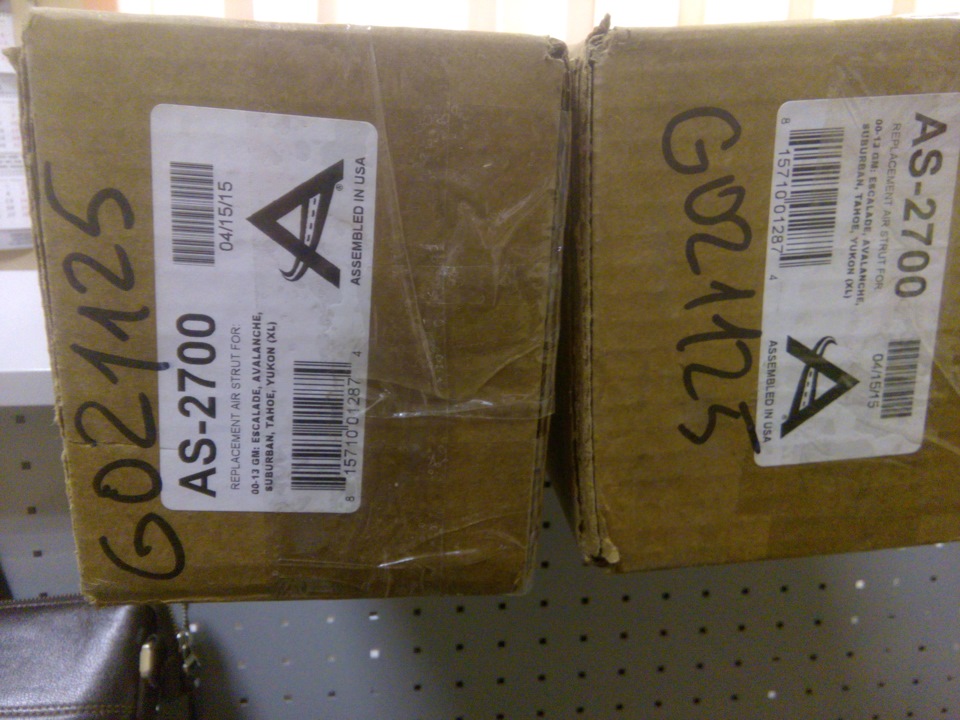 G02125
AS-2700
REPLACEMENT AIR STRUT FOR:
00-13 GM: ESCALADE, AVALANCHE,
SUBURBAN, TAHOE, YUKON (XL)
8 15710 01287 4
04/15/15
ASSEMBLED IN USA
G02125
AS-2700
REPLACEMENT AIR STRUT FOR:
00-13 GM: ESCALADE, AVALANCHE,
SUBURBAN, TAHOE, YUKON (XL)
8 15710 01287 4
04/15/15
ASSEMBLED IN USA